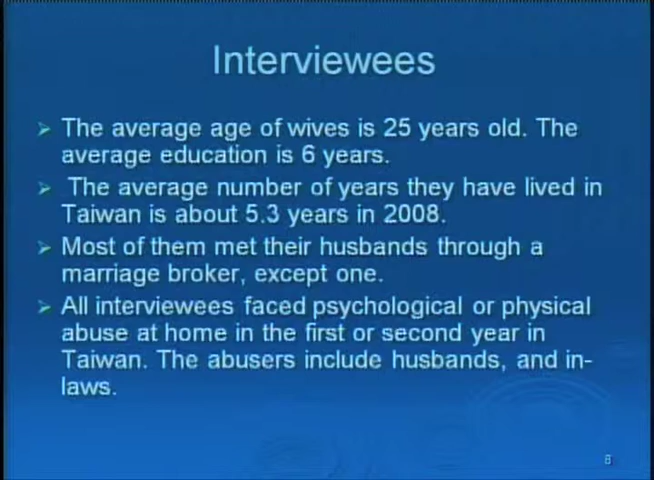 Interviewees
The average age of wives is 25 years old. The
average education is 6 years.
The average number of years they have lived in
Taiwan is about 5.3 years in 2008.
Most of them met their husbands through a
marriage broker, except one.
All interviewees faced psychological or physical
abuse at home in the first or second year in
Taiwan. The abusers include husbands, and in-
laws.